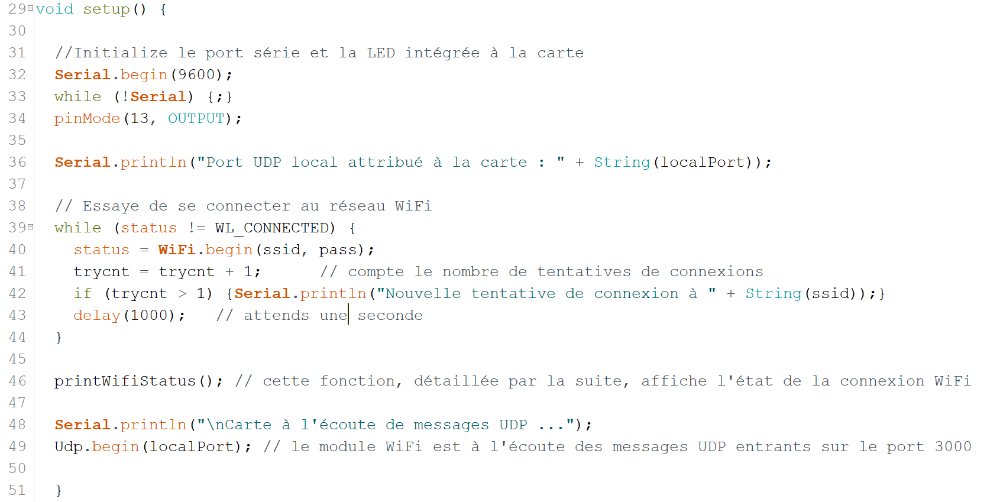 29 void setup() {
30
31 //Initialize le port série et la LED intégrée à la carte
32 Serial.begin(9600);
33 while (!Serial) {;}
34 pinMode(13, OUTPUT);
35
36 Serial.println("Port UDP local attribué à la carte : " + String(localPort));
37
38 // Essaye de se connecter au réseau WiFi
39 while (status != WL_CONNECTED) {
40 status = WiFi.begin(ssid, pass);
41 trycnt = trycnt + 1; // compte le nombre de tentatives de connexions
42 if (trycnt > 1) {Serial.println("Nouvelle tentative de connexion à " + String(ssid));}
43 delay(1000); // attends une seconde
44 }
45
46 printWifiStatus(); // cette fonction, détaillée par la suite, affiche l'état de la connexion WiFi
47
48 Serial.println("\nCarte à l'écoute de messages UDP ...");
49 Udp.begin(localPort); // le module WiFi est à l'écoute des messages UDP entrants sur le port 3000
50
51 }